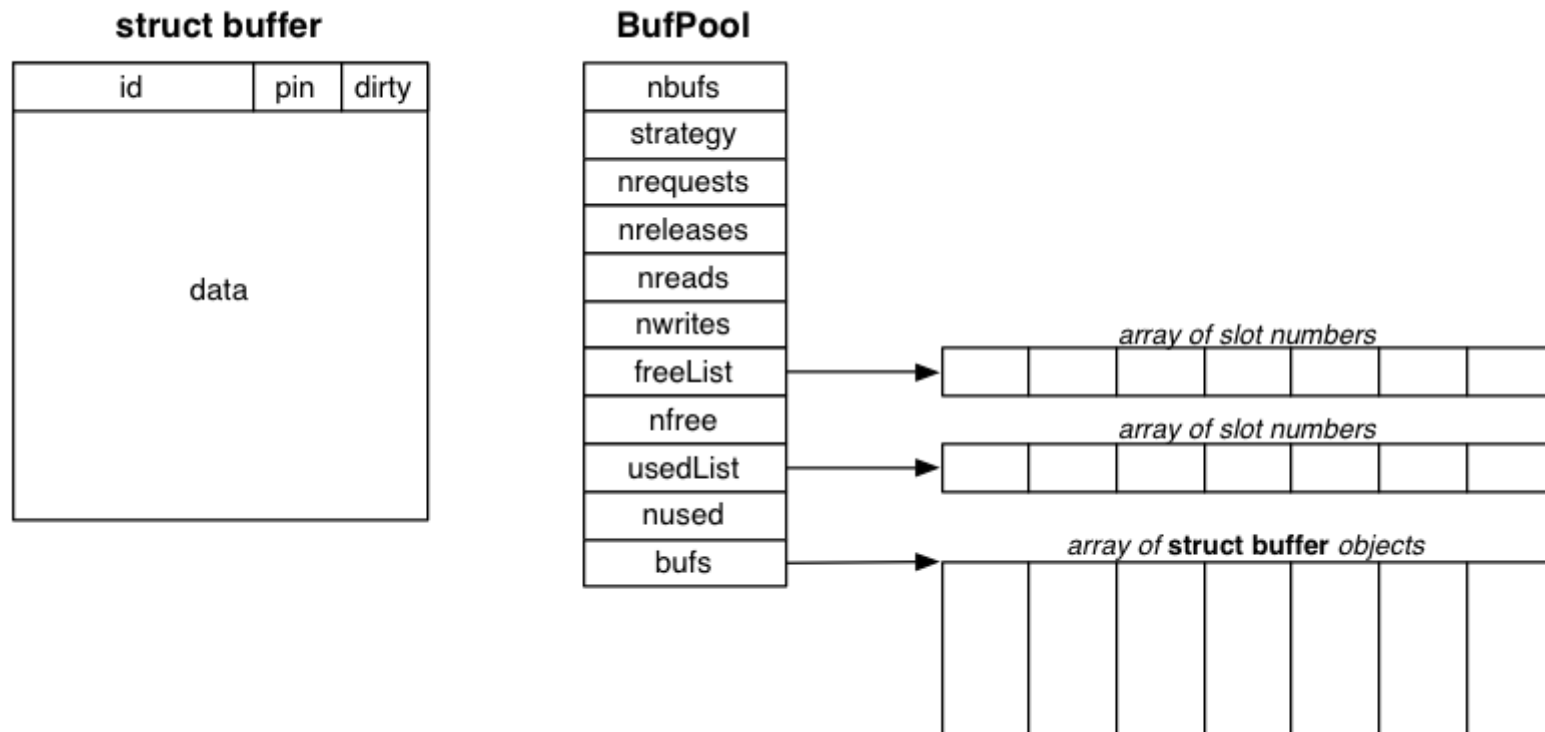 struct buffer
id pin dirty
data
BufPool
nbufs
strategy
nrequests
nreleases
nreads
nwrites
freeList
nfree
usedList
nused
bufs
array of slot numbers
array of slot numbers
array of struct buffer objects